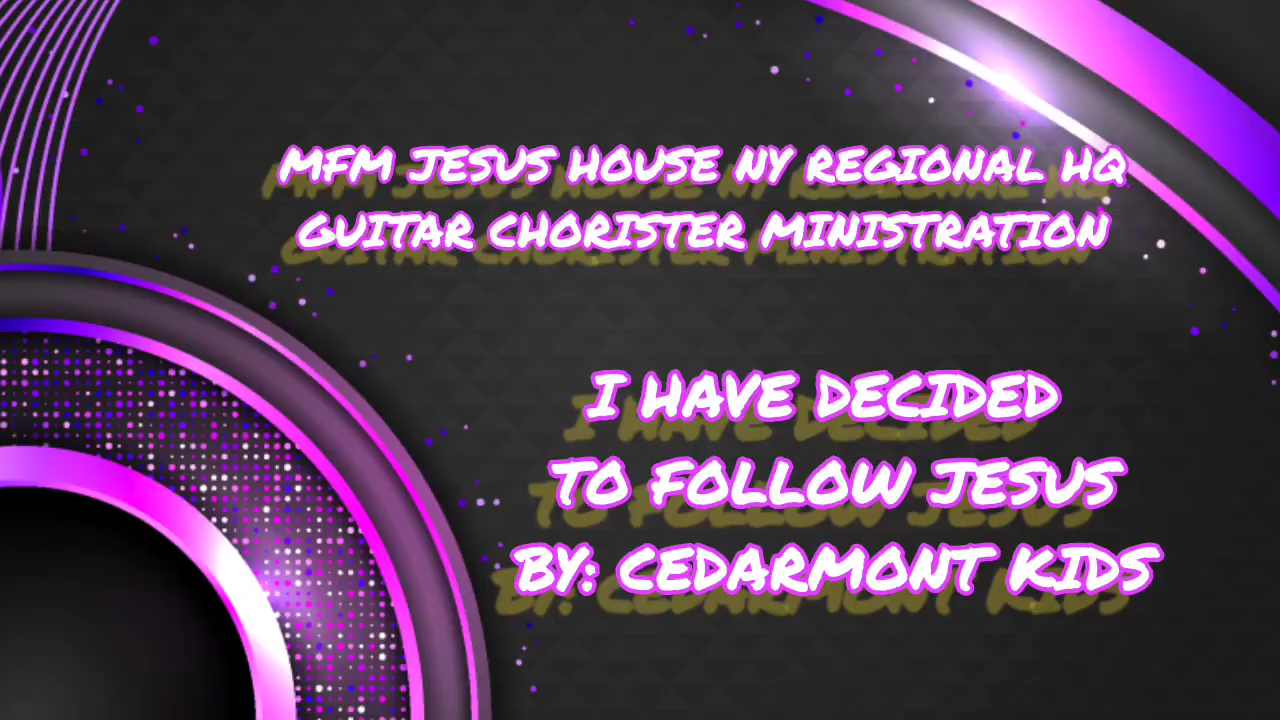 MFM JESUS HOUSE NY REGIONAL HQ
GUITAR CHORISTER MINISTRATION
I HAVE DECIDED
TO FOLLOW JESUS
BY: CEDARMONT KIDS